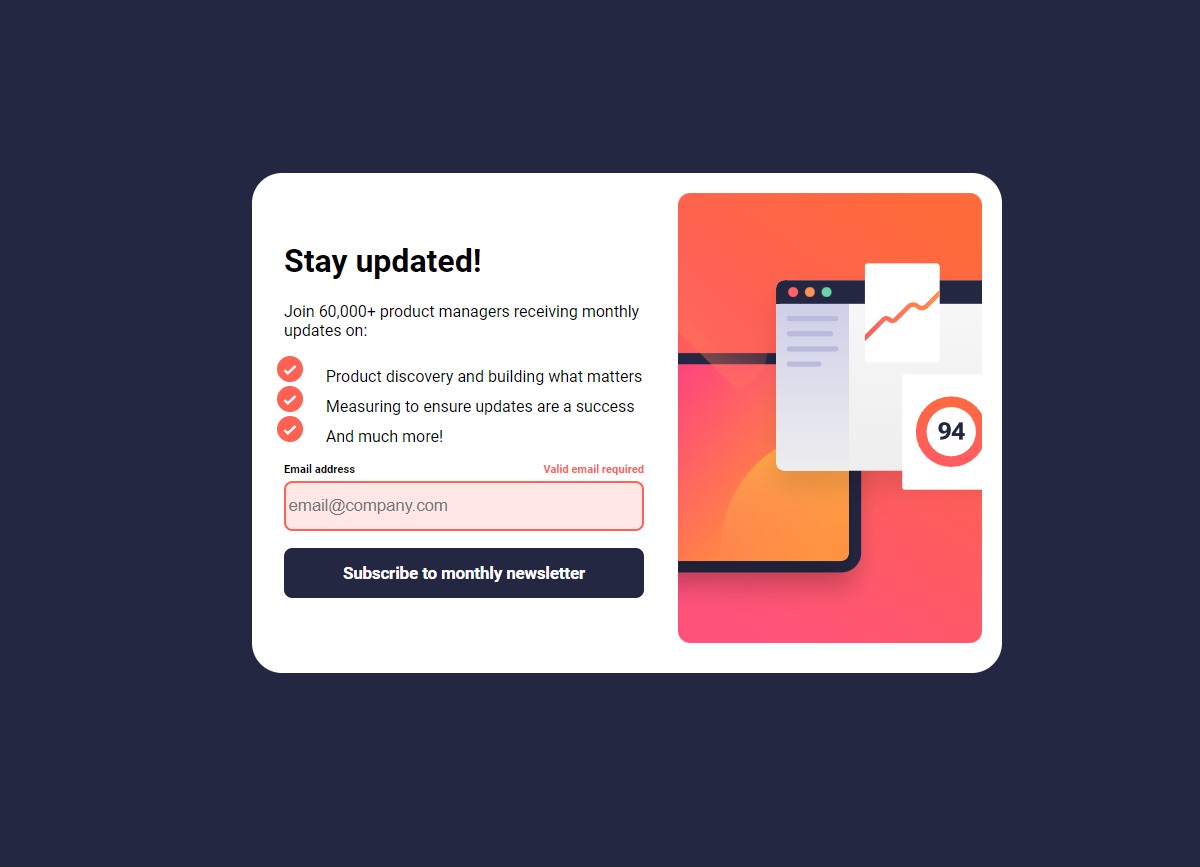 Stay updated!
Join 60,000+ product managers receiving monthly
updates on:
Product discovery and building what matters
Measuring to ensure updates are a success
And much more!
Email address
Valid email required
email@company.com
Subscribe to monthly newsletter
94